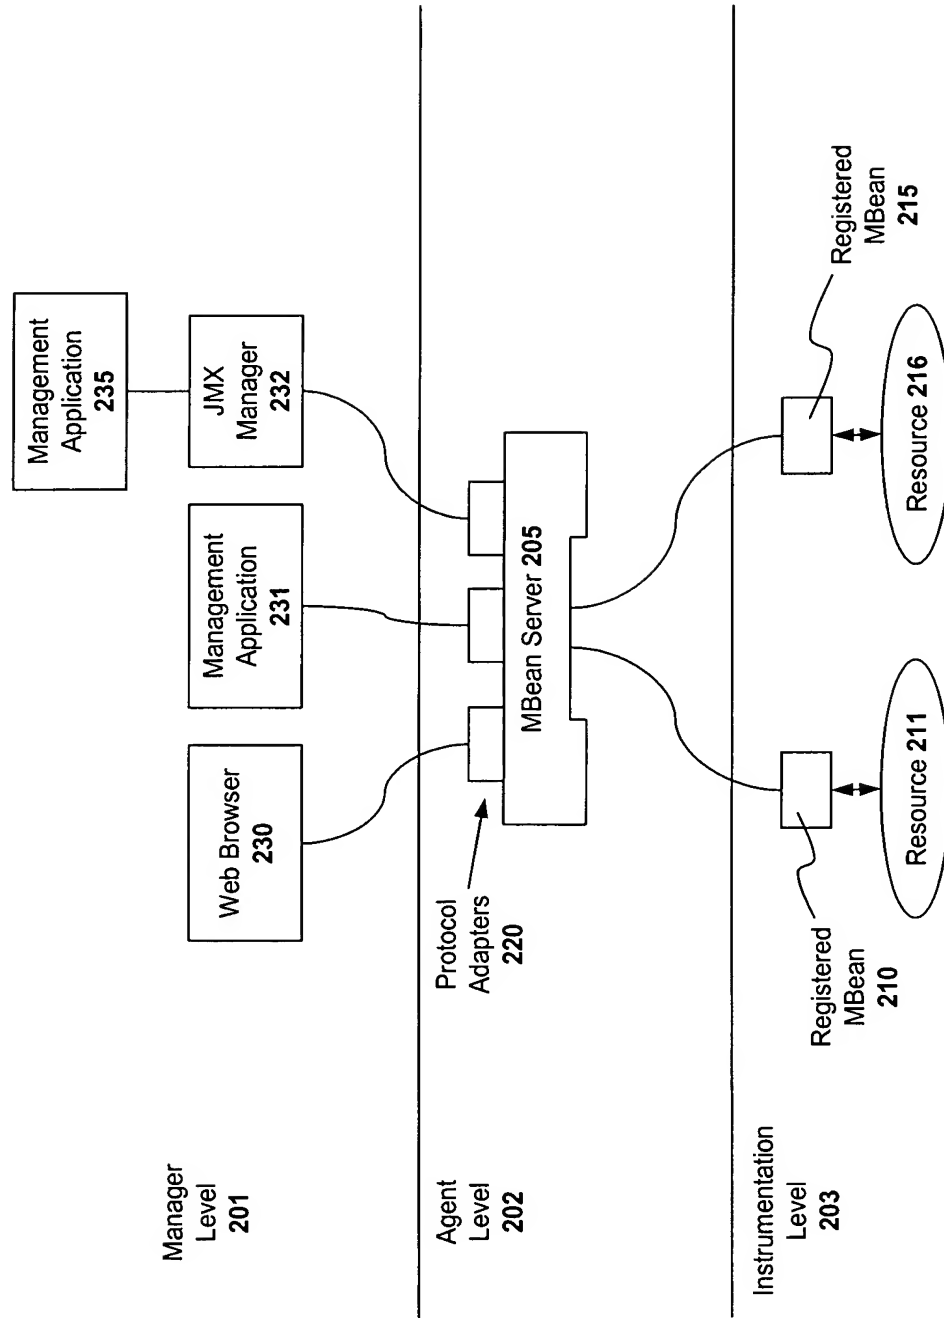 Management
Application
235
Web Browser
230
Management
Application
231
JMX
Manager
232
Manager
Level
201
Protocol
Adapters
220
MBean Server 205
Agent
Level
202
Registered
MBean
210
Registered
MBean
215
Resource 211
Resource 216
Instrumentation
Level
203